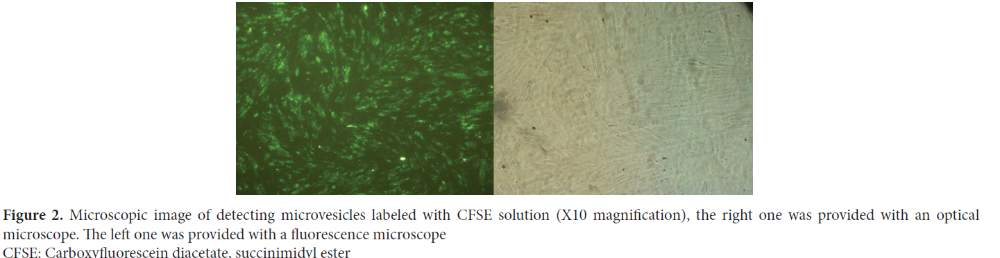 Figure 2. Microscopic image of detecting microvesicles labeled with CFSE solution (X10 magnification), the right one was provided with an optical
microscope. The left one was provided with a fluorescence microscope
CFSE: Carboxyfluorescein diacetate, succinimidyl ester